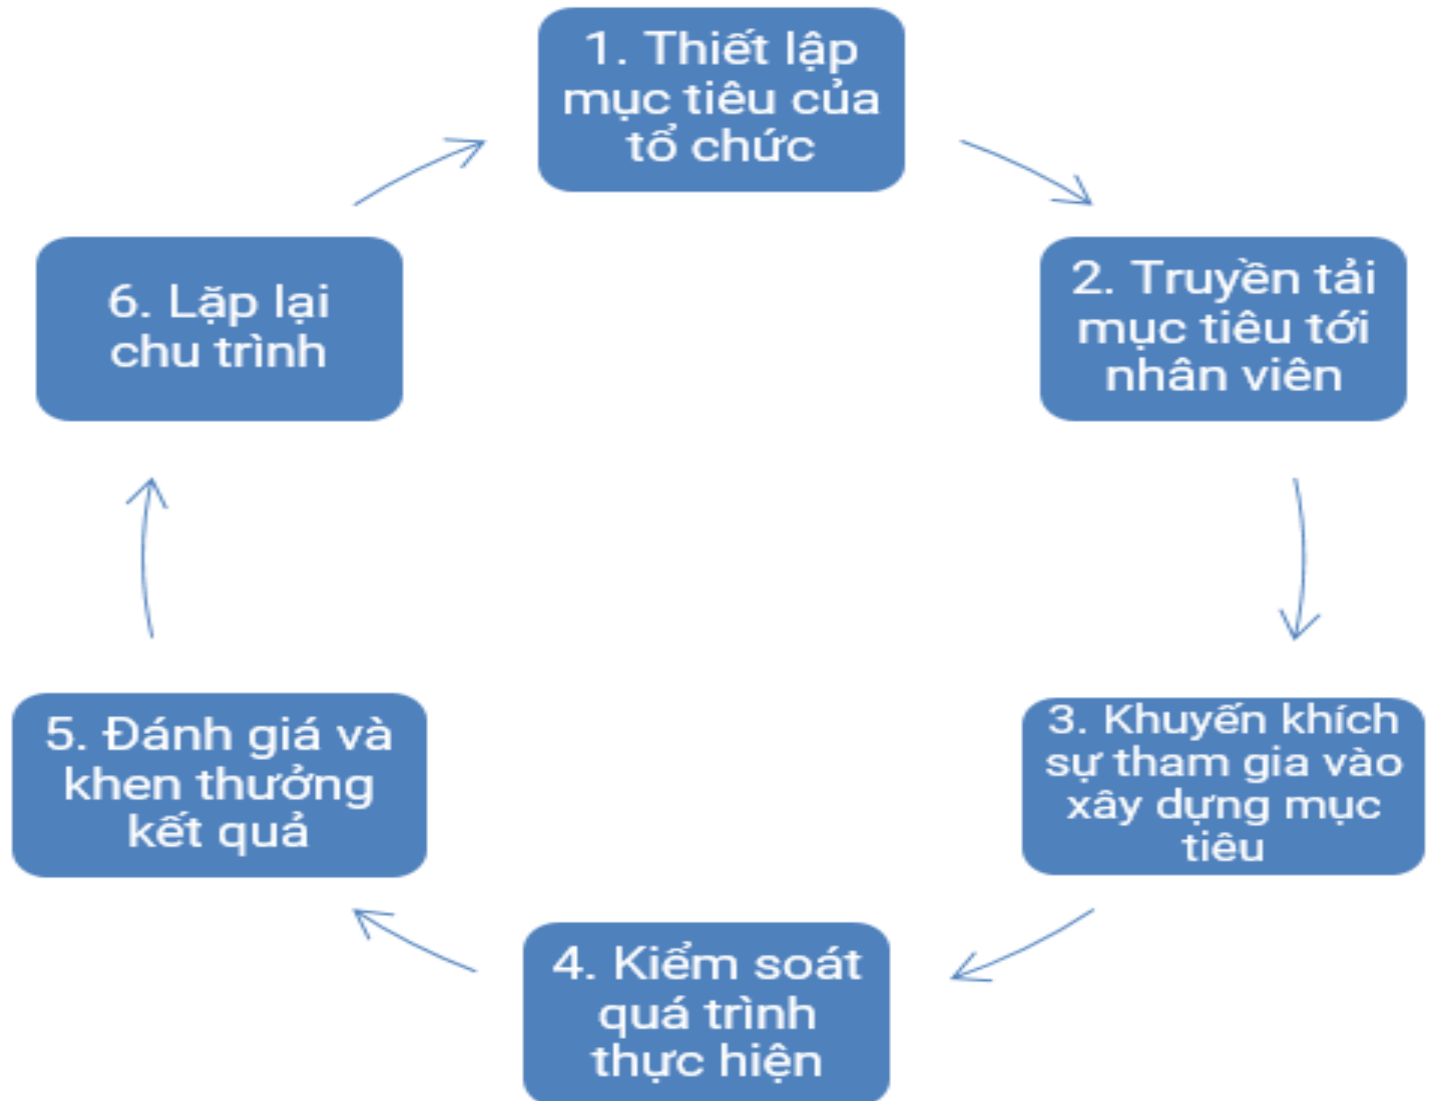 1. Thiết lập
mục tiêu của
tổ chức
2. Truyền tải
mục tiêu tới
nhân viên
3. Khuyến khích
sự tham gia vào
xây dựng mục
tiêu
4. Kiểm soát
quá trình
thực hiện
5. Đánh giá và
khen thưởng
kết quả
6. Lặp lại
chu trình